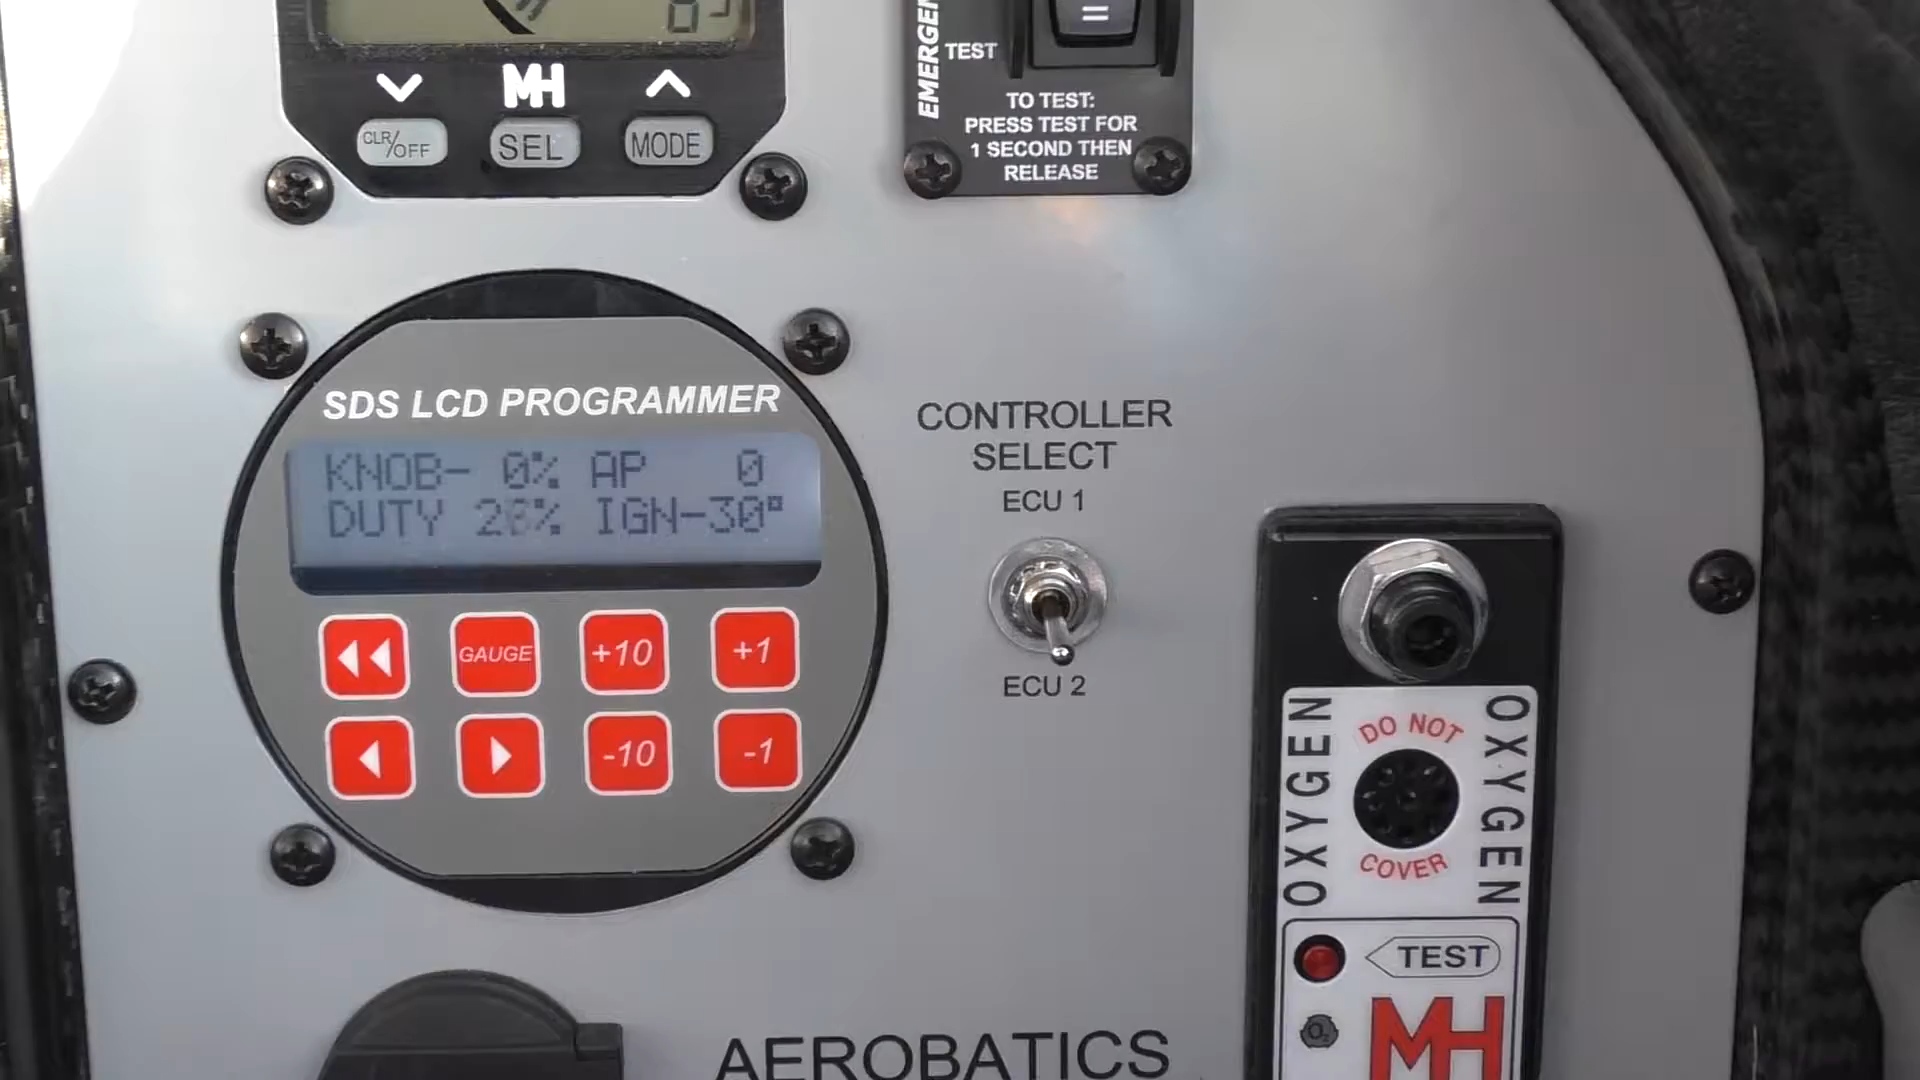 MH
CLR/OFF
SEL
MODE
TEST
TO TEST:
PRESS TEST FOR
1 SECOND THEN
RELEASE
SDS LCD PROGRAMMER
KNOB- 0% AP 0
DUTY % IGN-30°
GAUGE
+10
+1
-10
-1
CONTROLLER
SELECT
ECU 1
ECU 2
OXYGEN
DO NOT
COVER
OXYGEN
TEST
MH
O2
AEROBATICS